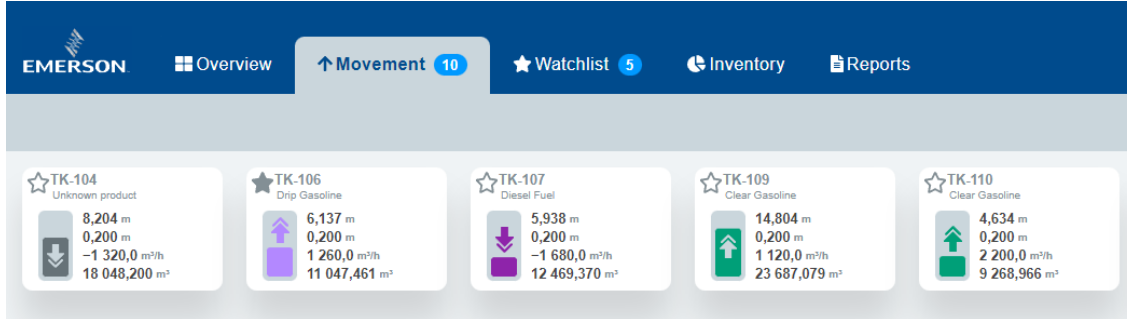 EMERSON.
Overview
Movement 10
Watchlist 5
Inventory
Reports
TK-104
Unknown product
8,204 m
0,200 m
−1 320,0 m³/h
18 048,200 m³
TK-106
Drip Gasoline
6,137 m
0,200 m
1 260,0 m³/h
11 047,461 m³
TK-107
Diesel Fuel
5,938 m
0,200 m
−1 680,0 m³/h
12 469,370 m³
TK-109
Clear Gasoline
14,804 m
0,200 m
1 120,0 m³/h
23 687,079 m³
TK-110
Clear Gasoline
4,634 m
0,200 m
2 200,0 m³/h
9 268,966 m³